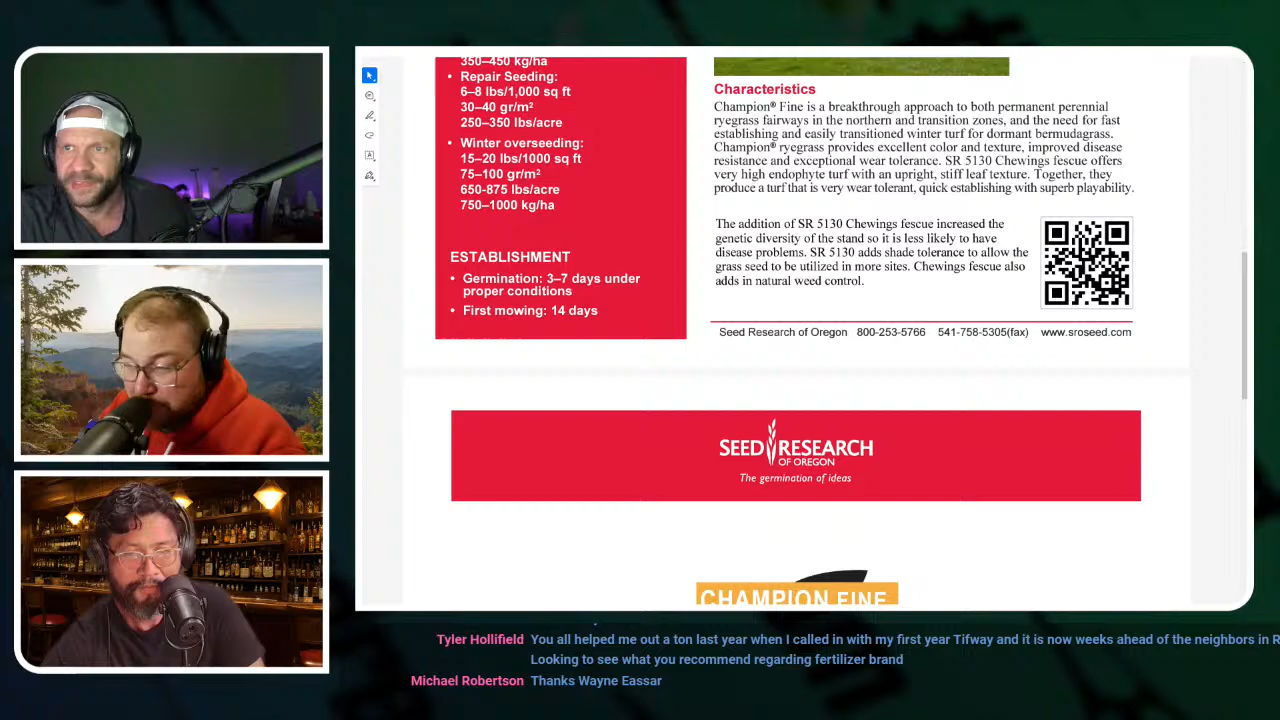 350–450 kg/ha
• Repair Seeding:
6–8 lbs/1,000 sq ft
30–40 gr/m²
250–350 lbs/acre
• Winter overseeding:
15–20 lbs/1000 sq ft
75–100 gr/m²
650-875 lbs/acre
750–1000 kg/ha
ESTABLISHMENT
• Germination: 3–7 days under
proper conditions
• First mowing: 14 days
Characteristics
Champion® Fine is a breakthrough approach to both permanent perennial
ryegrass fairways in the northern and transition zones, and the need for fast
establishing and easily transitioned winter turf for dormant bermudagrass.
Champion® ryegrass provides excellent color and texture, improved disease
resistance and exceptional wear tolerance. SR 5130 Chewings fescue offers
very high endophyte turf with an upright, stiff leaf texture. Together, they
produce a turf that is very wear tolerant, quick establishing with superb playability.
The addition of SR 5130 Chewings fescue increased the
genetic diversity of the stand so it is less likely to have
disease problems. SR 5130 adds shade tolerance to allow the
grass seed to be utilized in more sites. Chewings fescue also
adds in natural weed control.
Seed Research of Oregon 800-253-5766 541-758-5305(fax) www.sroseed.com
SEED RESEARCH
OF OREGON
The germination of ideas
CHAMPION FINE
Tyler Hollifield You all helped me out a ton last year when I called in with my first year Tifway and it is now weeks ahead of the neighbors in R
Looking to see what you recommend regarding fertilizer brand
Michael Robertson Thanks Wayne Eassar